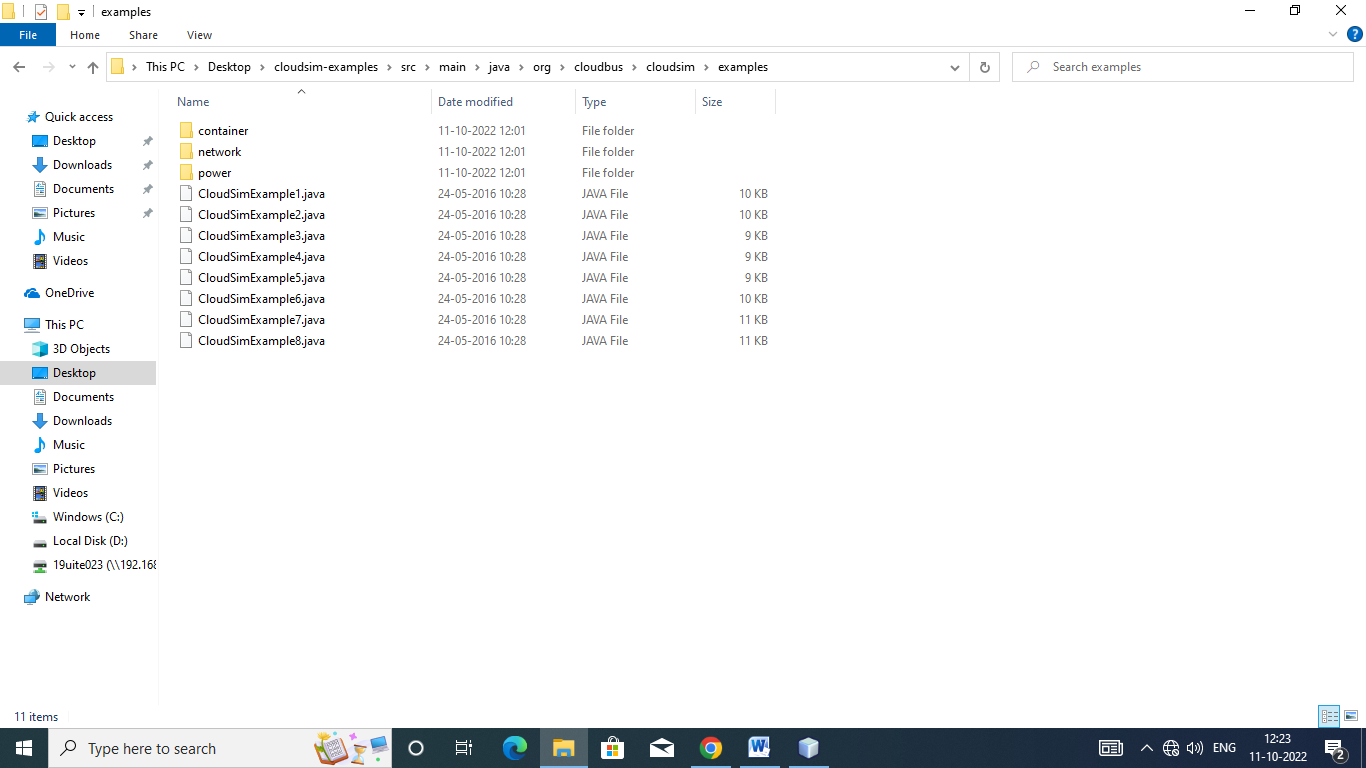 examples
File Home Share View
This PC Desktop cloudsim-examples src main java org cloudbus cloudsim examples
Search examples
Name Date modified Type Size
container 11-10-2022 12:01 File folder
network 11-10-2022 12:01 File folder
power 11-10-2022 12:01 File folder
CloudSimExample1.java 24-05-2016 10:28 JAVA File 10 KB
CloudSimExample2.java 24-05-2016 10:28 JAVA File 10 KB
CloudSimExample3.java 24-05-2016 10:28 JAVA File 9 KB
CloudSimExample4.java 24-05-2016 10:28 JAVA File 9 KB
CloudSimExample5.java 24-05-2016 10:28 JAVA File 9 KB
CloudSimExample6.java 24-05-2016 10:28 JAVA File 10 KB
CloudSimExample7.java 24-05-2016 10:28 JAVA File 11 KB
CloudSimExample8.java 24-05-2016 10:28 JAVA File 11 KB
Quick access
Desktop
Downloads
Documents
Pictures
Music
Videos
OneDrive
This PC
3D Objects
Desktop
Documents
Downloads
Music
Pictures
Videos
Windows (C:)
Local Disk (D:)
19uite023 (\\192.168
Network
11 items
Type here to search
ENG
12:23
11-10-2022
2